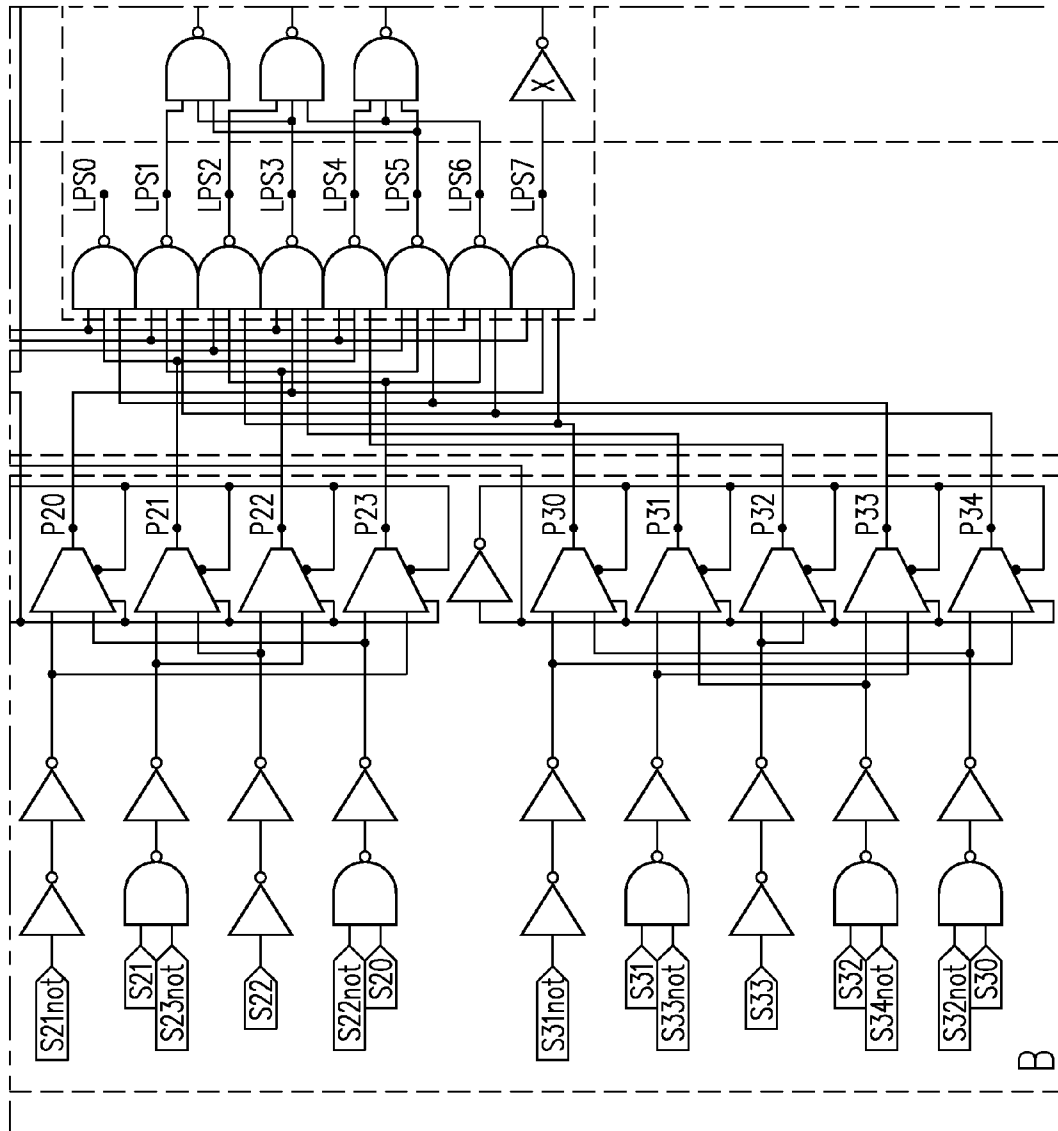 LPS0
LPS1
LPS2
LPS3
LPS4
LPS5
LPS6
LPS7
X
P20
P21
P22
P23
P30
P31
P32
P33
P34
S21not
S21
S23not
S22
S22not
S20
S31not
S31
S33not
S33
S32
S34not
S32not
S30
B